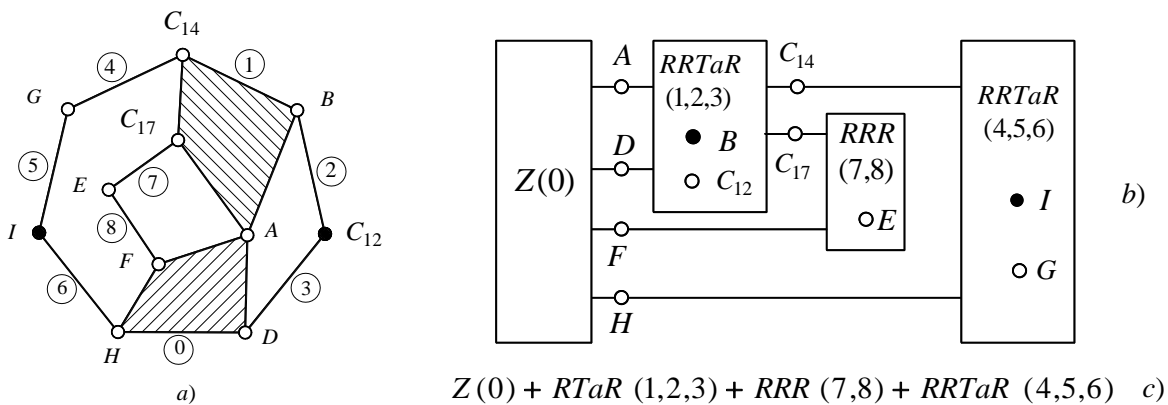 C14
4
1
G
B
C17
5
E
7
2
8
I
A
C12
F
6
3
H
0
D
a)
A
RRTaR
(1,2,3)
C14
RRTaR
(4,5,6)
D
B
C17
RRR
(7,8)
Z(0)
C12
E
I
b)
F
G
H
Z(0) + RTaR (1,2,3) + RRR (7,8) + RRTaR (4,5,6) c)